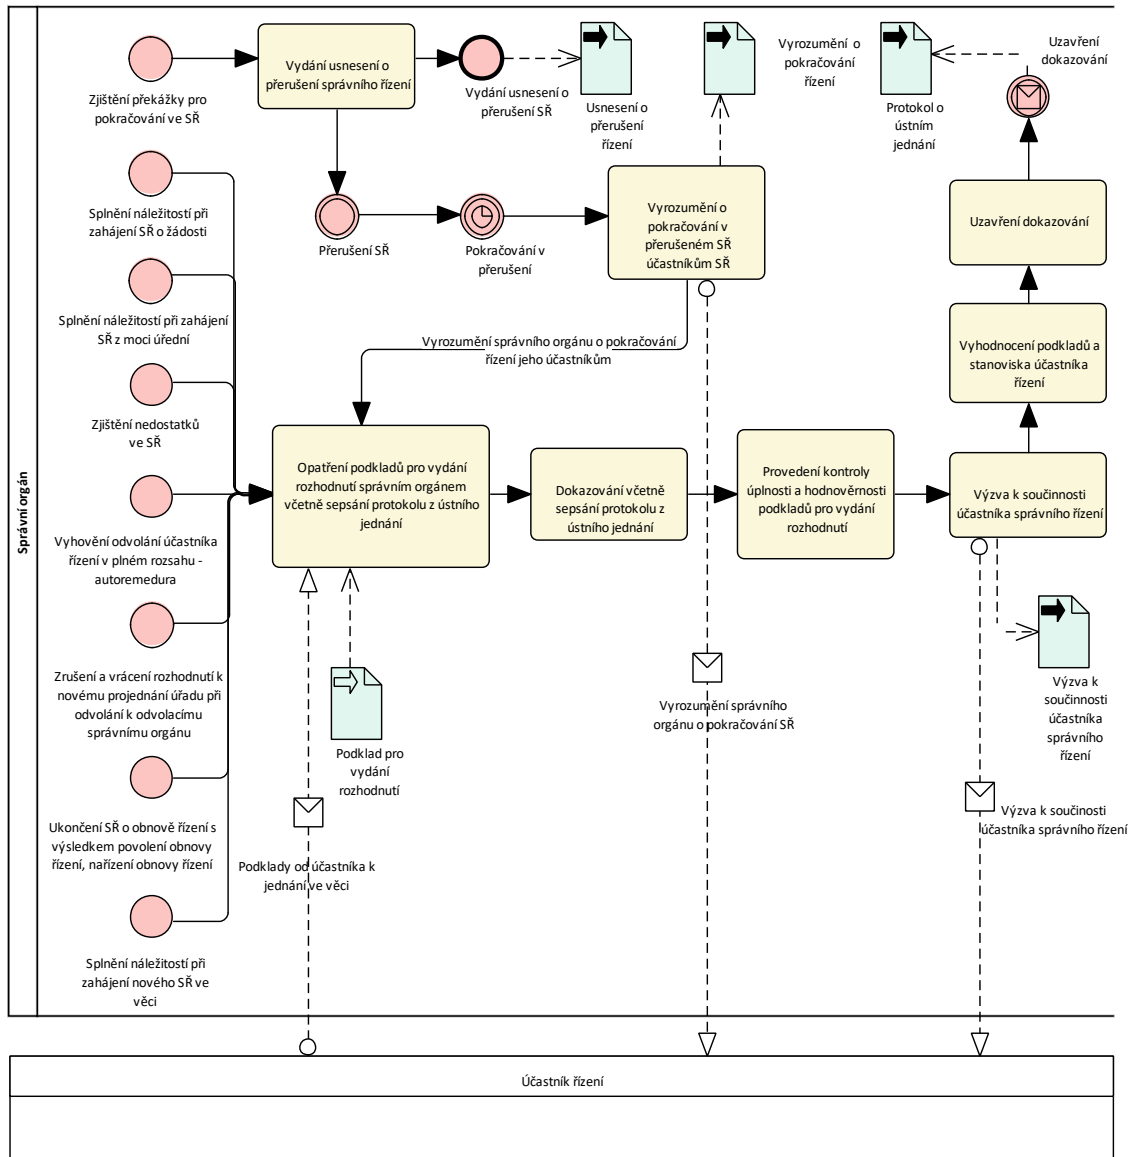 Správní orgán
Zjištění překážky pro
pokračování ve SŘ
Vydání usnesení o
přerušení správního řízení
Vydání usnesení o
přerušení SŘ
Usnesení o
přerušení
řízení
Vyrozumění o
pokračování
řízení
Protokol o
ústním
jednání
Uzavření
dokazování
Splnění náležitostí při
zahájení SŘ o žádosti
Přerušení SŘ
Pokračování v
přerušení
Vyrozumění o
pokračování v
přerušeném SŘ
účastníkům SŘ
Uzavření dokazování
Splnění náležitostí při zahájení
SŘ z moci úřední
Vyrozumění správního orgánu o pokračování
řízení jeho účastníkům
Vyhodnocení podkladů a
stanoviska účastníka
řízení
Zjištění nedostatků
ve SŘ
Opatření podkladů pro vydání
rozhodnutí správním orgánem
včetně sepsání protokolu z ústního
jednání
Dokazování včetně
sepsání protokolu z
ústního jednání
Provedení kontroly
úplnosti a hodnověrnosti
podkladů pro vydání
rozhodnutí
Výzva k součinnosti
účastníka správního řízení
Vyhovění odvolání účastníka
řízení v plném rozsahu -
autoremedura
Zrušení a vrácení rozhodnutí k
novému projednání úřadu při
odvolání k odvolacímu
správnímu orgánu
Podklad pro
vydání
rozhodnutí
Vyrozumění správního
orgánu o pokračování SŘ
Výzva k
součinnosti
účastníka
správního
řízení
Ukončení SŘ o obnově řízení s
výsledkem povolení obnovy
řízení, nařízení obnovy řízení
Podklady od účastníka k
jednání ve věci
Výzva k součinosti
účastníka správního řízení
Splnění náležitostí při
zahájení nového SŘ ve
věci
Účastník řízení